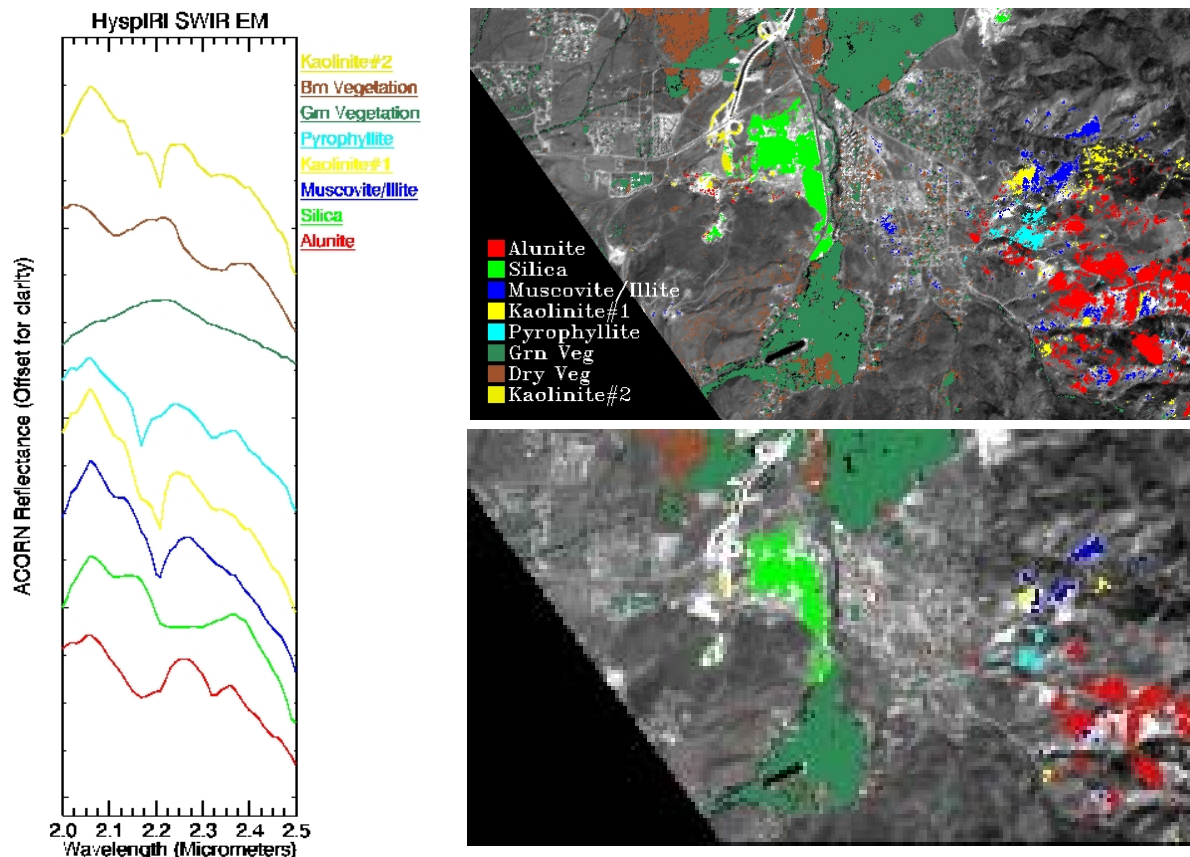 HyspIRI SWIR EM
Kaolinite#2
Brn Vegetation
Grn Vegetation
Pyrophyllite
Kaolinite#1
Muscovite/Illite
Silica
Alunite
ACORN Reflectance (Offset for clarity)
2.0 2.1 2.2 2.3 2.4 2.5
Wavelength (Micrometers)
Alunite
Silica
Muscovite/Illite
Kaolinite#1
Pyrophyllite
Grn Veg
Dry Veg
Kaolinite#2